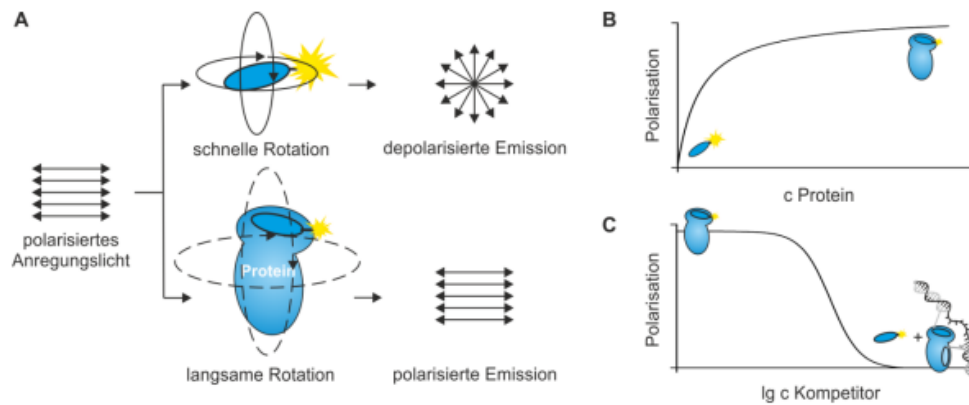 A
schnelle Rotation
depolarisierte Emission
polarisiertes
Anregungslicht
Protein
langsame Rotation
polarisierte Emission
B
Polarisation
c Protein
C
Polarisation
+
lg c Kompetitor